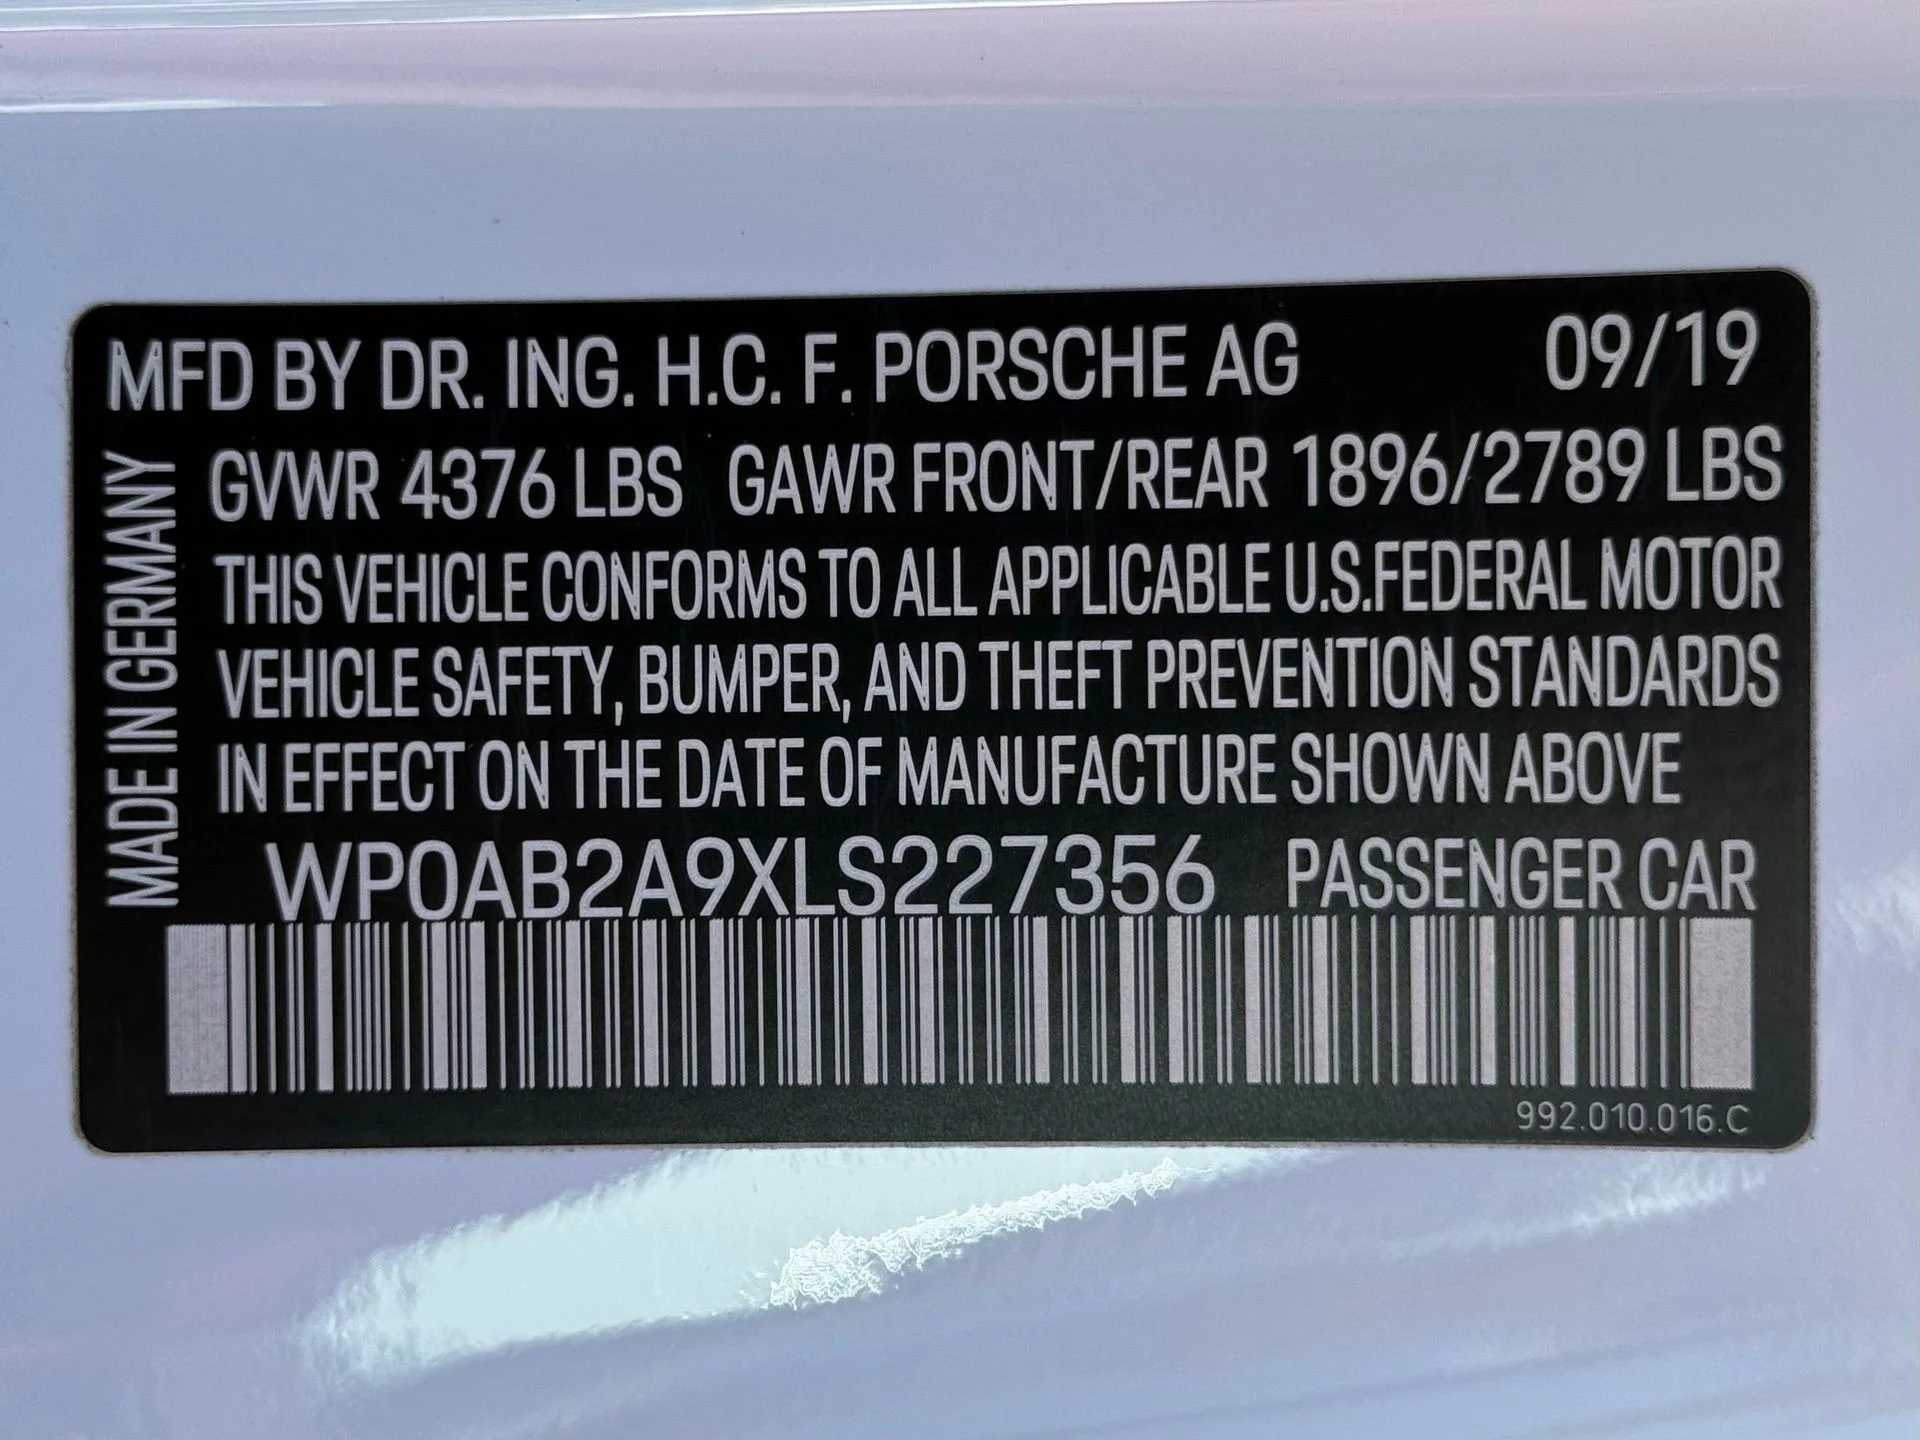 MFD BY DR. ING. H.C. F. PORSCHE AG 09/19
GVWR 4376 LBS GAWR FRONT/REAR 1896/2789 LBS
THIS VEHICLE CONFORMS TO ALL APPLICABLE U.S.FEDERAL MOTOR
VEHICLE SAFETY, BUMPER, AND THEFT PREVENTION STANDARDS
IN EFFECT ON THE DATE OF MANUFACTURE SHOWN ABOVE
WP0AB2A9XLS227356 PASSENGER CAR
992.010.016.C
MADE IN GERMANY